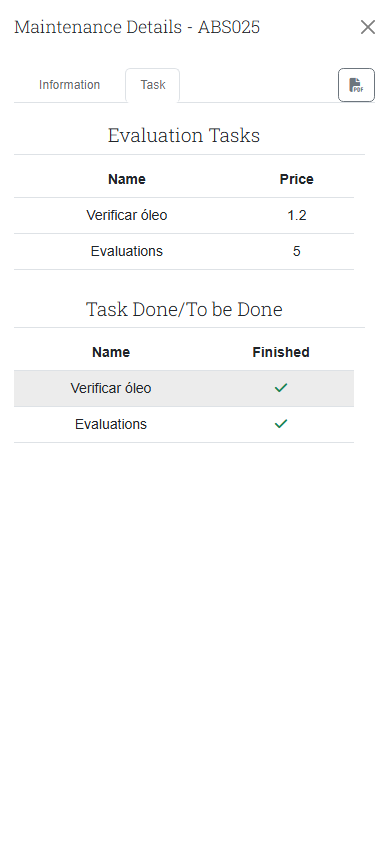 Maintenance Details - ABS025
Information Task
PDF
Evaluation Tasks
Name Price
Verificar óleo 1.2
Evaluations 5
Task Done/To be Done
Name Finished
Verificar óleo
Evaluations